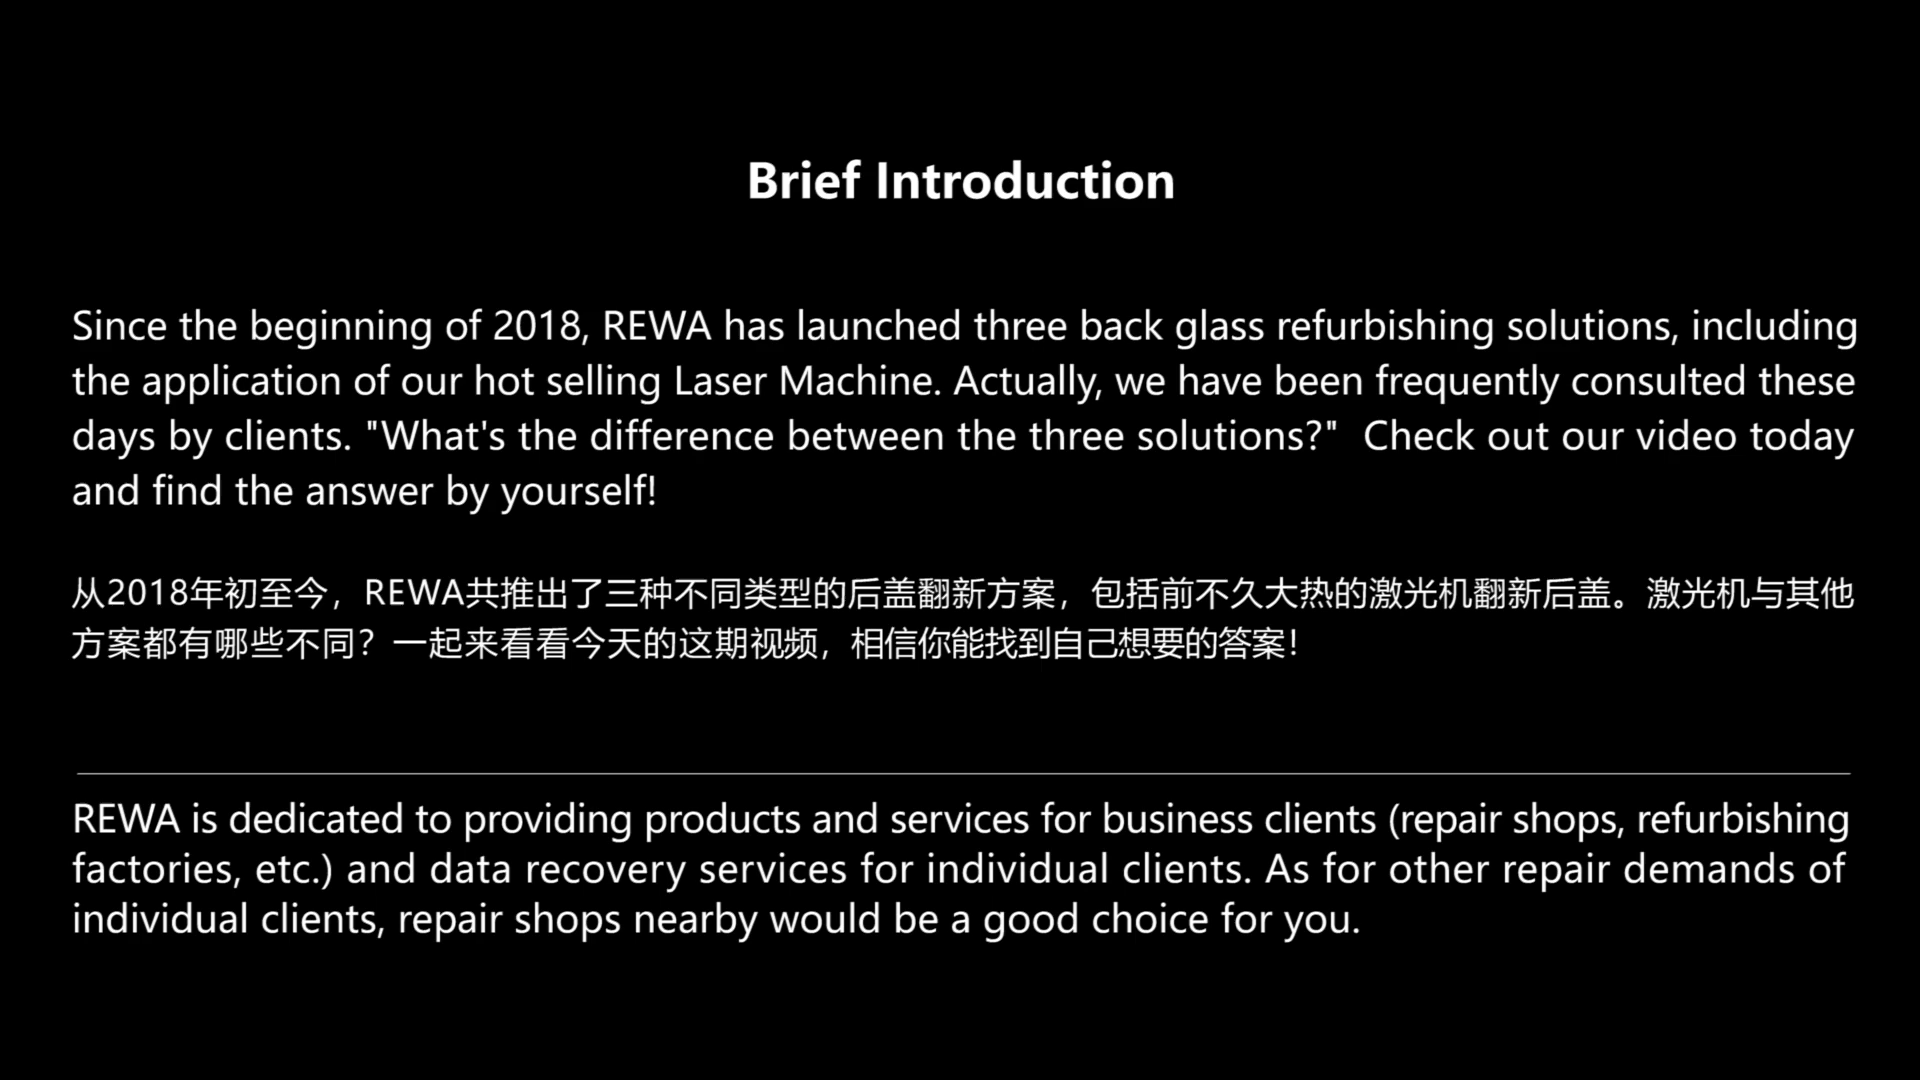 Brief Introduction
Since the beginning of 2018, REWA has launched three back glass refurbishing solutions, including
the application of our hot selling Laser Machine. Actually, we have been frequently consulted these
days by clients. "What's the difference between the three solutions?"  Check out our video today
and find the answer by yourself!
从2018年初至今，REWA共推出了三种不同类型的后盖翻新方案，包括前不久大热的激光机翻新后盖。激光机与其他
方案都有哪些不同？一起来看看今天的这期视频，相信你能找到自己想要的答案！
REWA is dedicated to providing products and services for business clients (repair shops, refurbishing
factories, etc.) and data recovery services for individual clients. As for other repair demands of
individual clients, repair shops nearby would be a good choice for you.